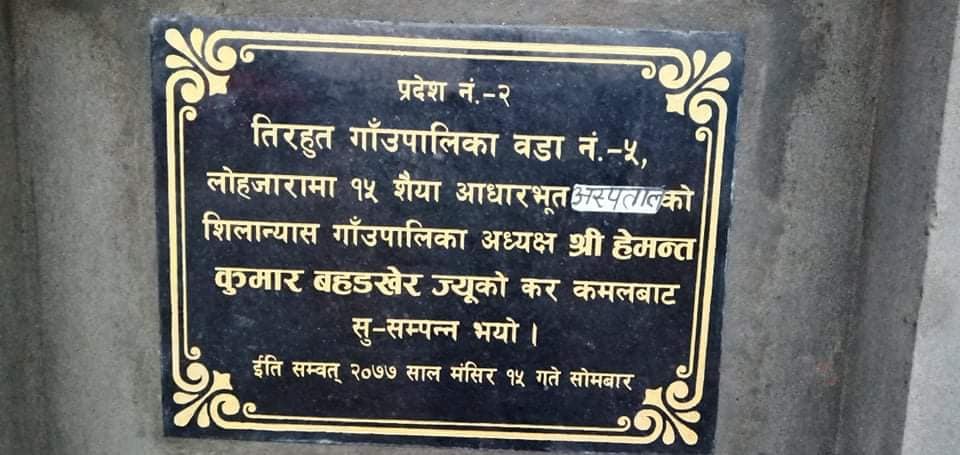 प्रदेश नं.-२
तिरहुत गाँउपालिका वडा नं.-५,
लोहजारामा १५ शैया आधारभूत अस्पतालको
शिलान्यास गाँउपालिका अध्यक्ष श्री हेमन्त
कुमार बहडखेर ज्यूको कर कमलबाट
सु-सम्पन्न भयो ।
ईति सम्वत् २०७७ साल मंसिर १५ गते सोमबार